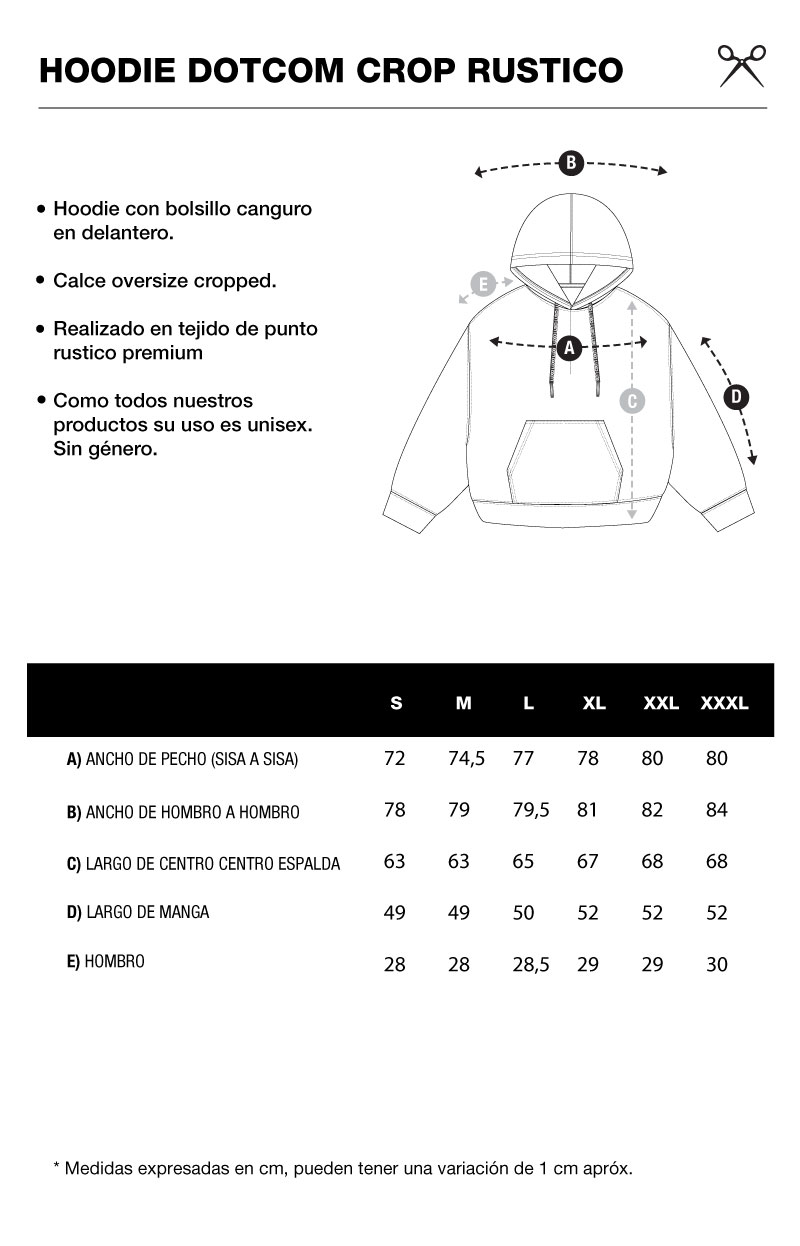 HOODIE DOTCOM CROP RUSTICO
B
• Hoodie con bolsillo canguro
en delantero.
• Calce oversize cropped.
• Realizado en tejido de punto
rustico premium
• Como todos nuestros
productos su uso es unisex.
Sin género.
E
A
C
D
S M L XL XXL XXXL
A) ANCHO DE PECHO (SISA A SISA) 72 74,5 77 78 80 80
B) ANCHO DE HOMBRO A HOMBRO 78 79 79,5 81 82 84
C) LARGO DE CENTRO CENTRO ESPALDA 63 63 65 67 68 68
D) LARGO DE MANGA 49 49 50 52 52 52
E) HOMBRO 28 28 28,5 29 29 30
* Medidas expresadas en cm, pueden tener una variación de 1 cm apróx.